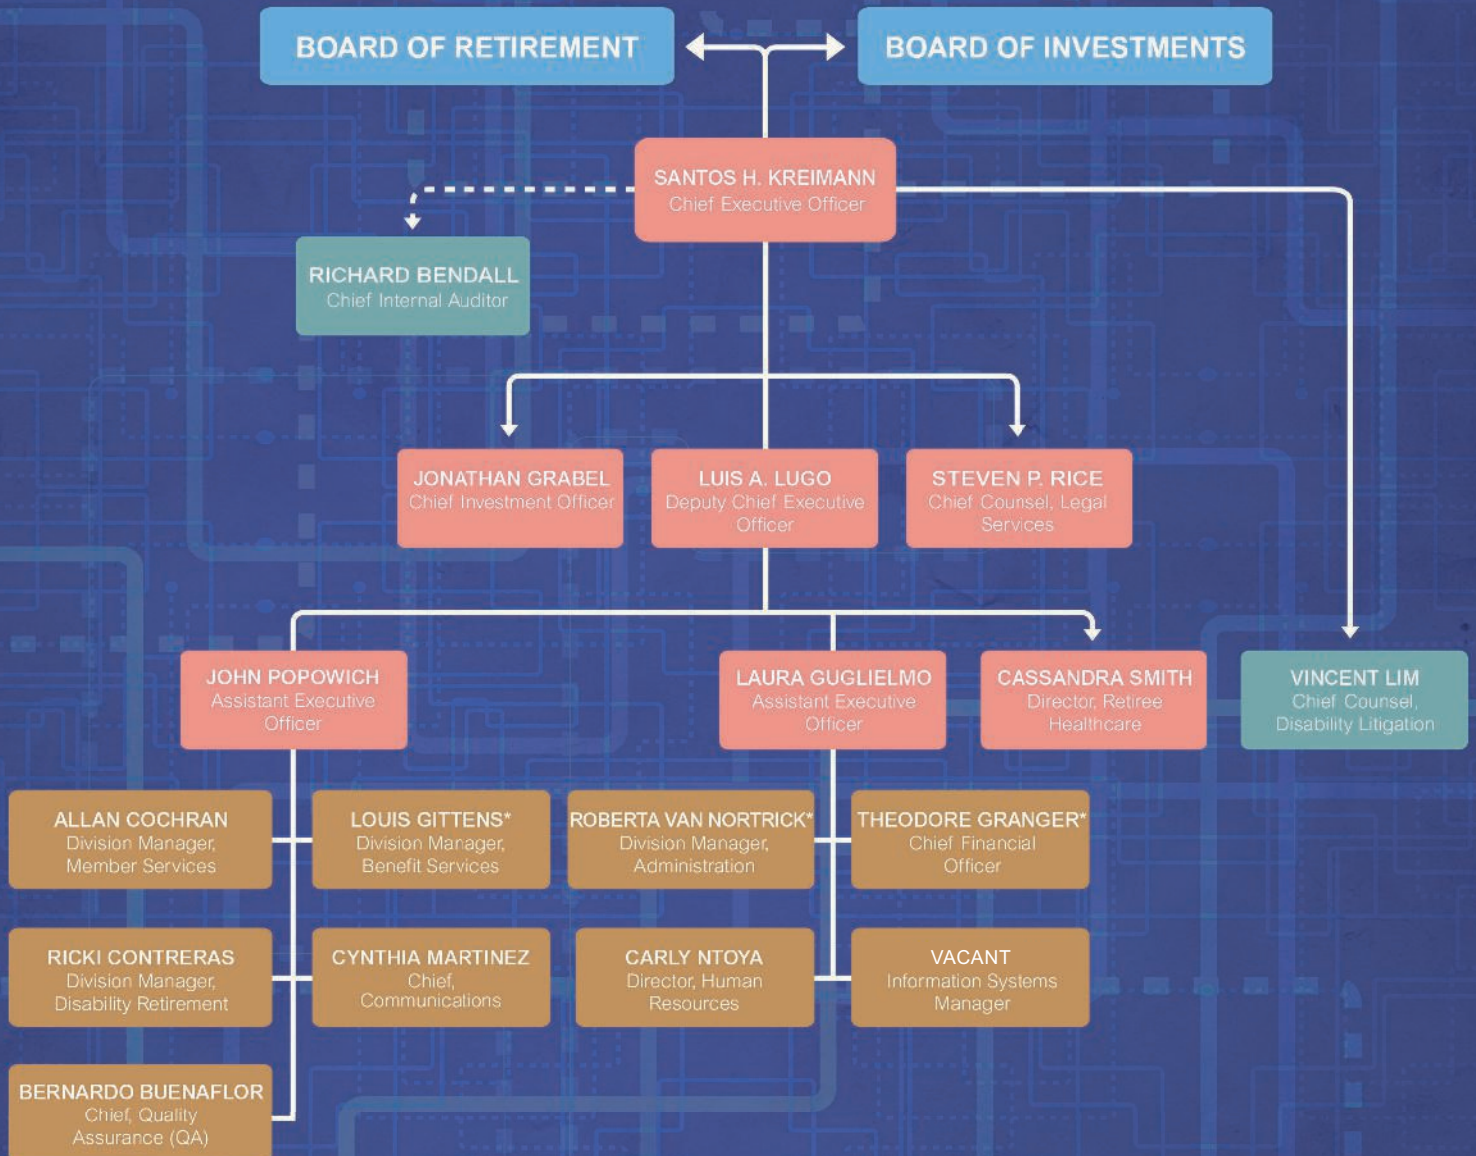 BOARD OF RETIREMENT
BOARD OF INVESTMENTS
SANTOS H. KREIMANN
Chief Executive Officer
RICHARD BENDALL
Chief Internal Auditor
JONATHAN GRABEL
Chief Investment Officer
LUIS A. LUGO
Deputy Chief Executive
Officer
STEVEN P. RICE
Chief Counsel, Legal
Services
JOHN POPOWICH
Assistant Executive
Officer
LAURA GUGLIELMO
Assistant Executive
Officer
CASSANDRA SMITH
Director, Retiree
Healthcare
VINCENT LIM
Chief Counsel,
Disability Litigation
ALLAN COCHRAN
Division Manager,
Member Services
LOUIS GITTENS*
Division Manager,
Benefit Services
ROBERTA VAN NORTRICK*
Division Manager,
Administration
THEODORE GRANGER*
Chief Financial
Officer
RICKI CONTRERAS
Division Manager,
Disability Retirement
CYNTHIA MARTINEZ
Chief,
Communications
CARLY NTOYA
Director, Human
Resources
VACANT
Information Systems
Manager
BERNARDO BUENAFLOR
Chief, Quality
Assurance (QA)